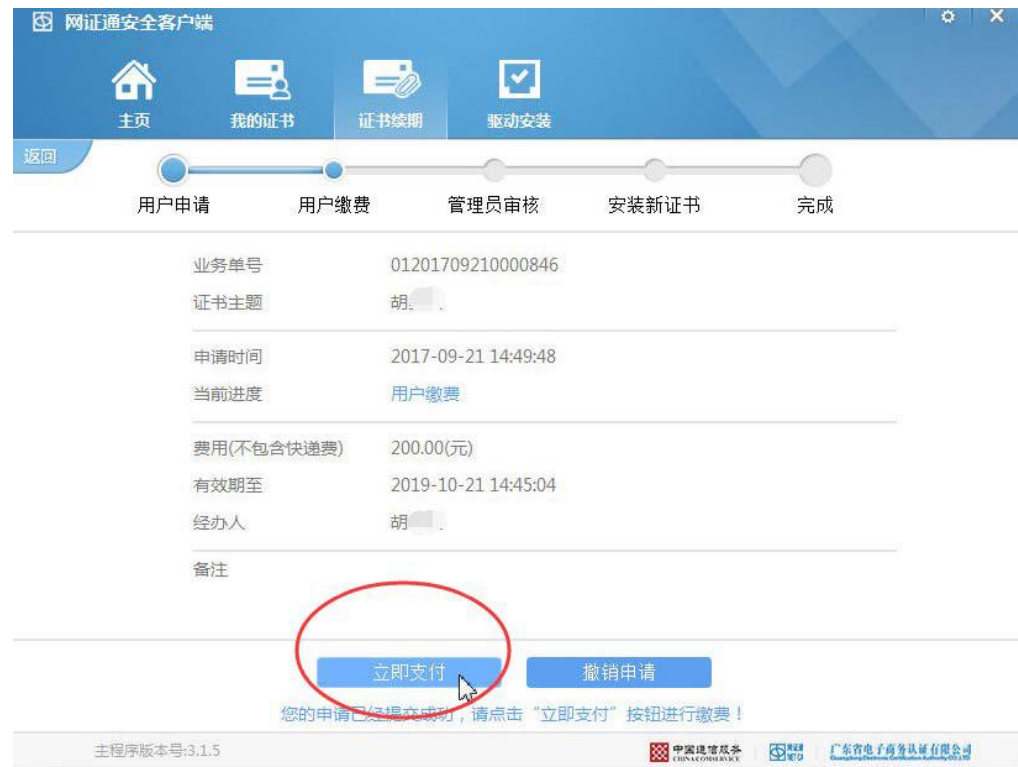 网证通安全客户端
主页 我的证书 证书续期 驱动安装
返回
用户申请 用户缴费 管理员审核 安装新证书 完成
业务单号 01201709210000846
证书主题 胡
申请时间 2017-09-21 14:49:48
当前进度 用户缴费
费用(不包含快递费) 200.00(元)
有效期至 2019-10-21 14:45:04
经办人 胡
备注
立即支付 撤销申请
您的申请已经提交成功，请点击“立即支付”按钮进行缴费！
主程序版本号:3.1.5 中国通信服务 广东省电子商务认证有限公司
CHINA COMSERVICE